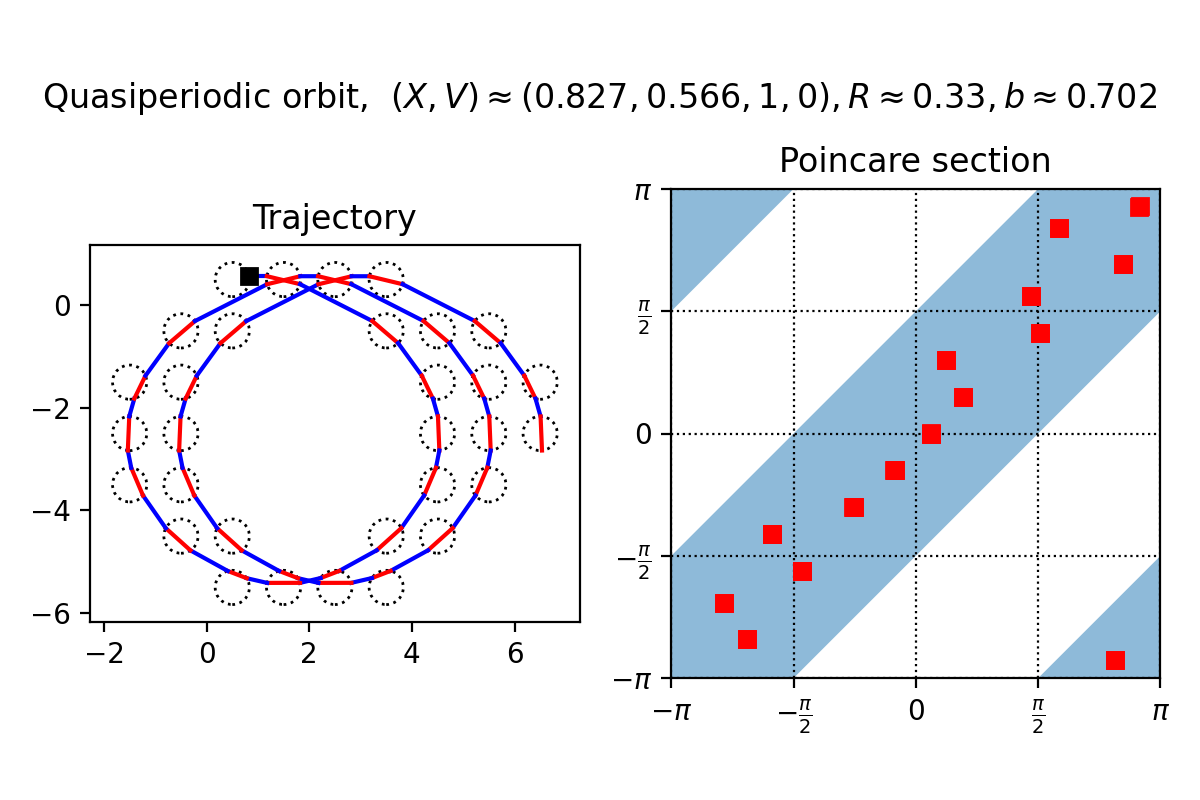 Quasiperiodic orbit, (X, V) ≈ (0.827, 0.566, 1, 0), R ≈ 0.33, b ≈ 0.702
Trajectory
0
−2
−4
−6
−2 0 2 4 6
Poincare section
π
π/2
0
−π/2
−π
−π −π/2 0 π/2 π